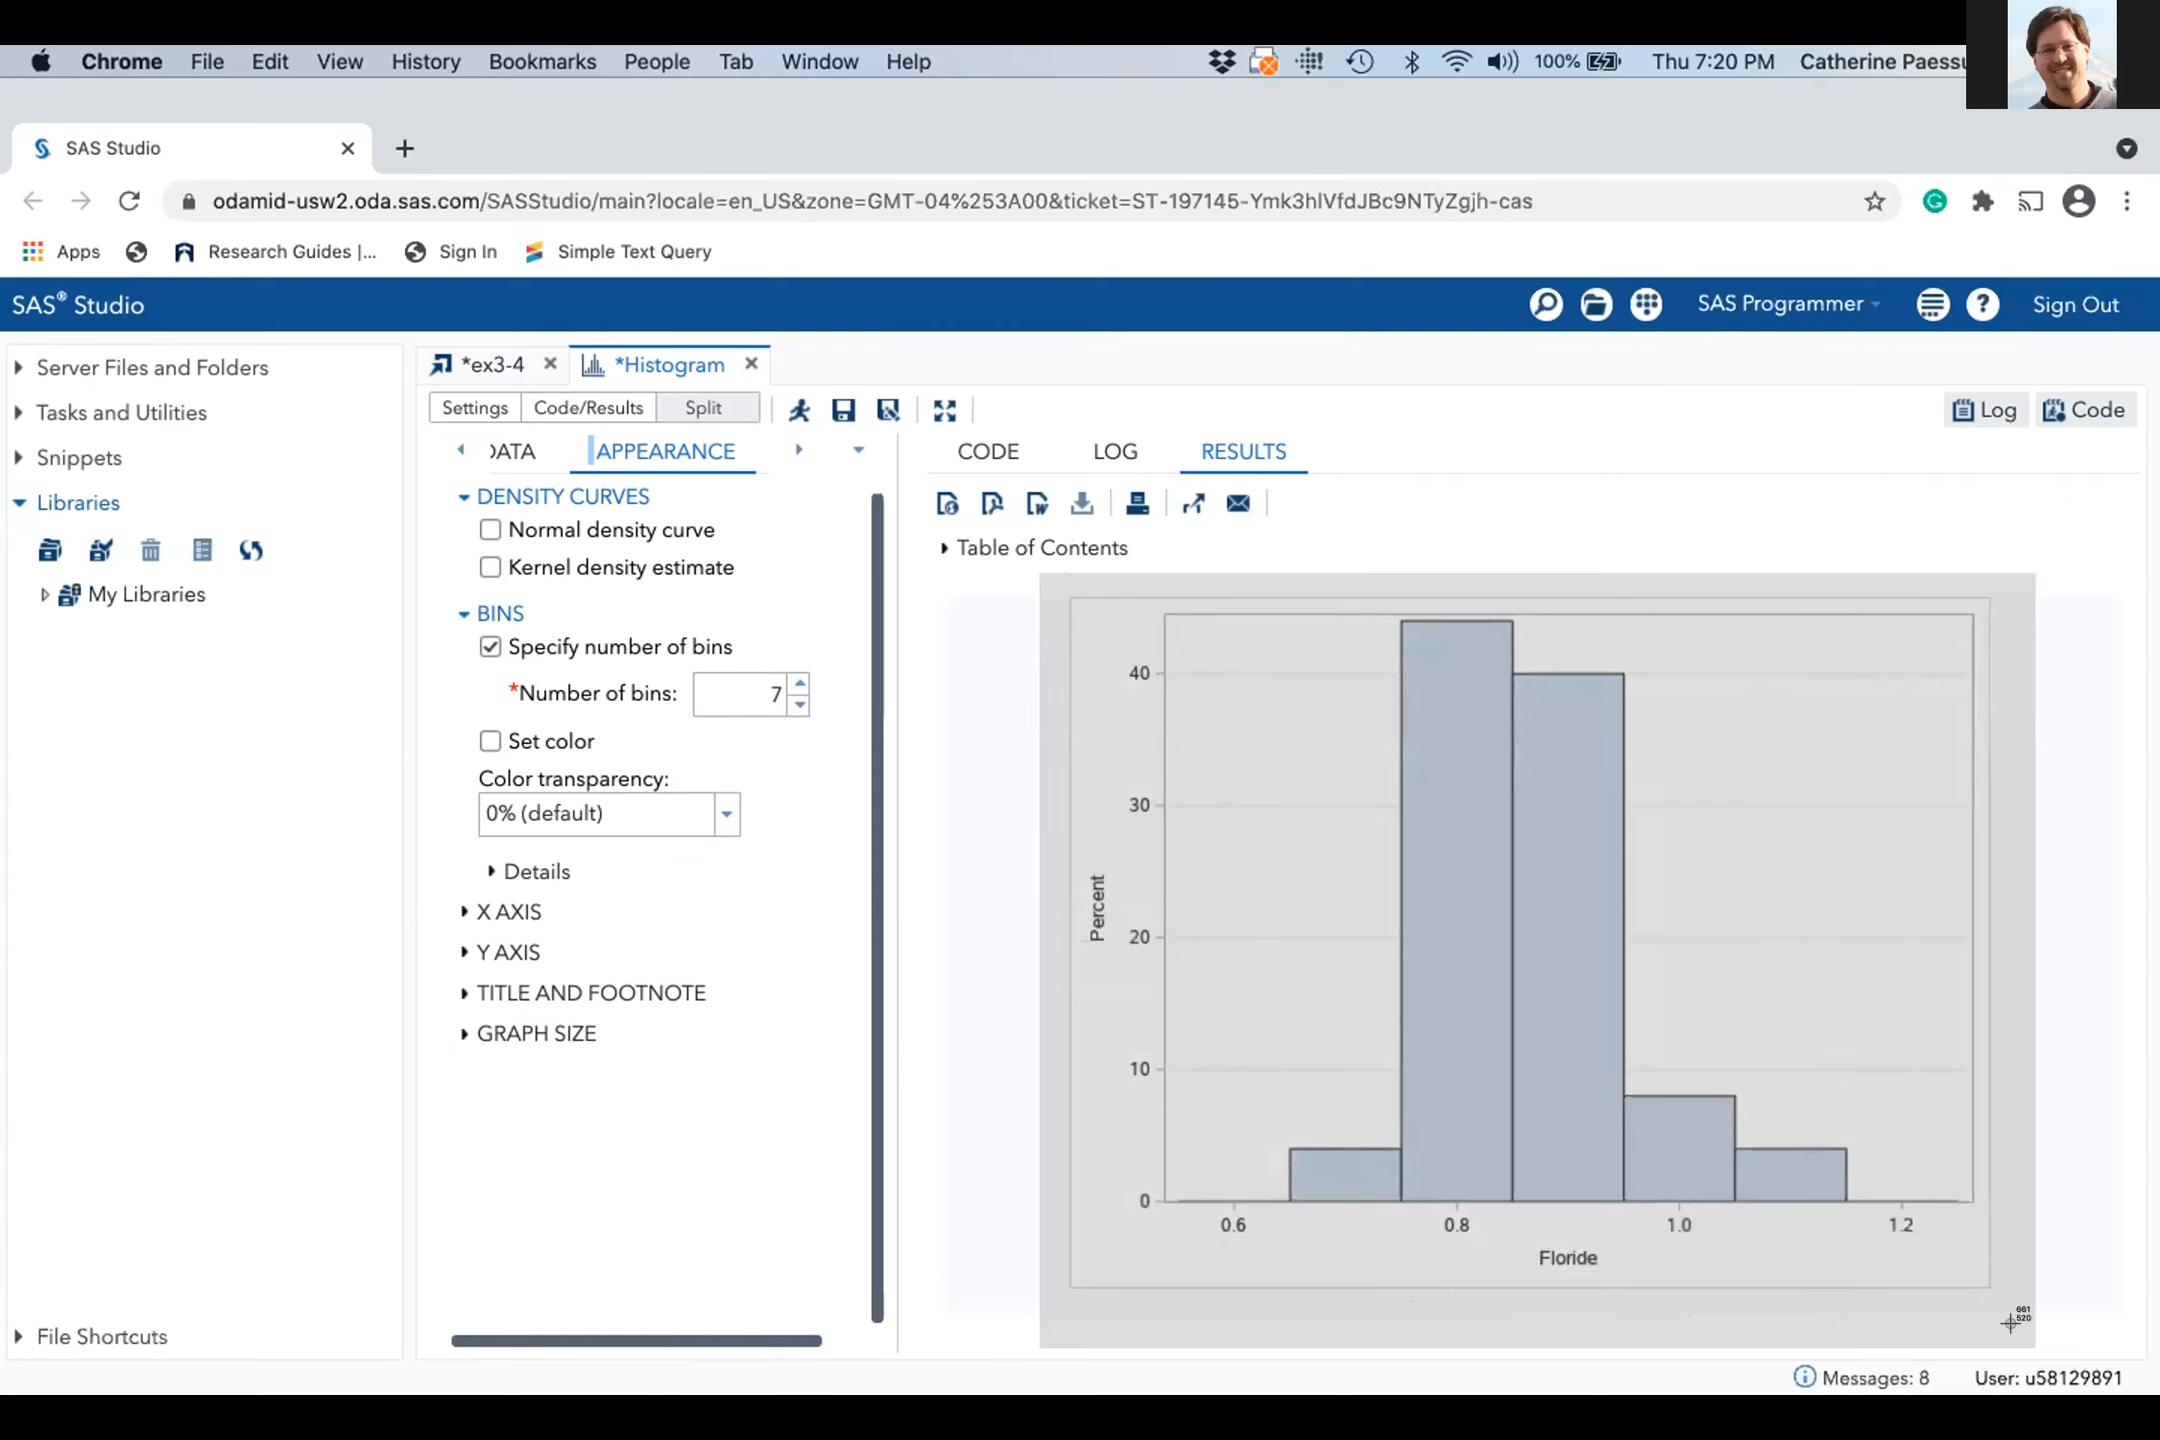 Chrome File Edit View History Bookmarks People Tab Window Help 100% Thu 7:20 PM Catherine Paessu
SAS Studio
odamid-usw2.oda.sas.com/SASStudio/main?locale=en_US&zone=GMT-04%253A00&ticket=ST-197145-Ymk3hlVfdJBc9NTyZgjh-cas
Apps Research Guides |... Sign In Simple Text Query
SAS® Studio SAS Programmer Sign Out
Server Files and Folders
Tasks and Utilities
Snippets
Libraries
My Libraries
File Shortcuts
*ex3-4 *Histogram
Settings Code/Results Split Log Code
DATA APPEARANCE
DENSITY CURVES
Normal density curve
Kernel density estimate
BINS
Specify number of bins
*Number of bins: 7
Set color
Color transparency:
0% (default)
Details
X AXIS
Y AXIS
TITLE AND FOOTNOTE
GRAPH SIZE
CODE LOG RESULTS
Table of Contents
40
30
20
10
0
Percent
0.6 0.8 1.0 1.2
Floride
661
520
Messages: 8 User: u58129891